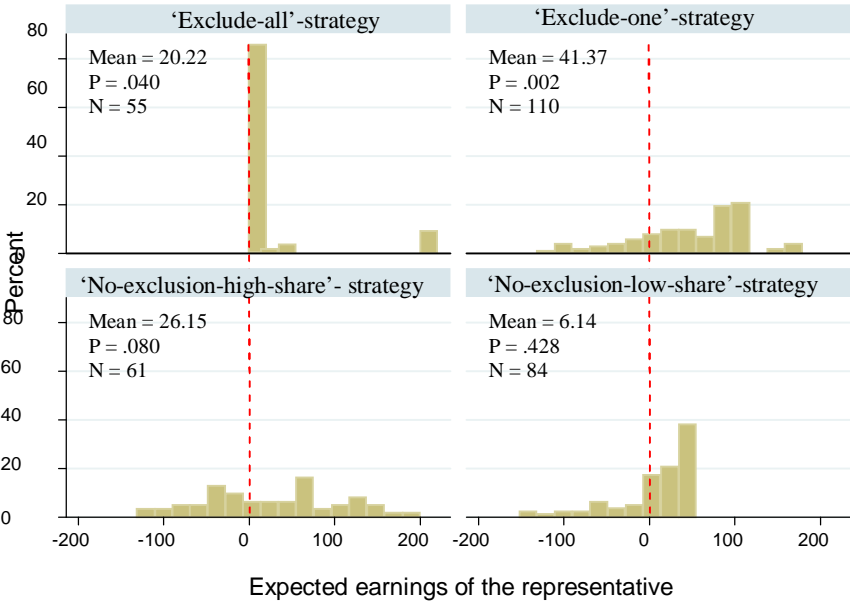 ‘Exclude-all’-strategy
Mean = 20.22
P = .040
N = 55
‘Exclude-one’-strategy
Mean = 41.37
P = .002
N = 110
80
60
40
20
0
‘No-exclusion-high-share’- strategy
Mean = 26.15
P = .080
N = 61
‘No-exclusion-low-share’-strategy
Mean = 6.14
P = .428
N = 84
80
60
40
20
0
Percent
-200 -100 0 100 200 -200 -100 0 100 200
Expected earnings of the representative